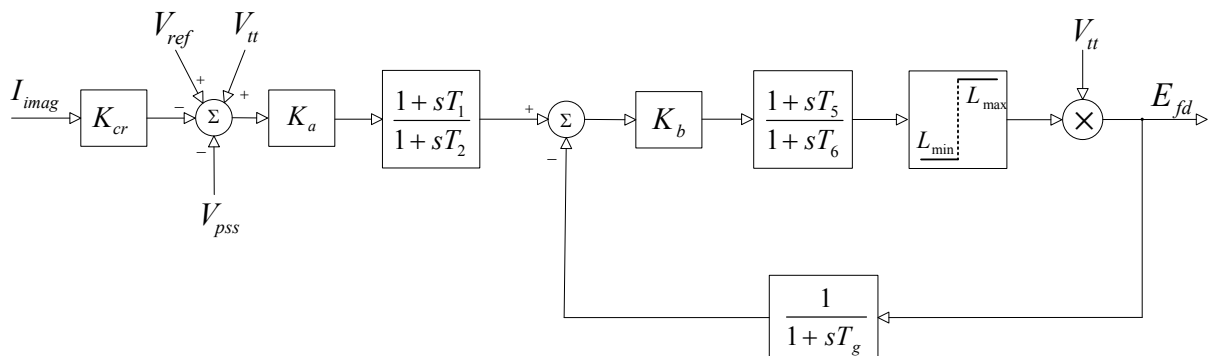 V_ref V_tt V_tt
I_imag K_cr − + + + Σ − K_a (1 + sT_1)/(1 + sT_2) + Σ − K_b (1 + sT_5)/(1 + sT_6) L_max L_min × E_fd
V_pss
1/(1 + sT_g)